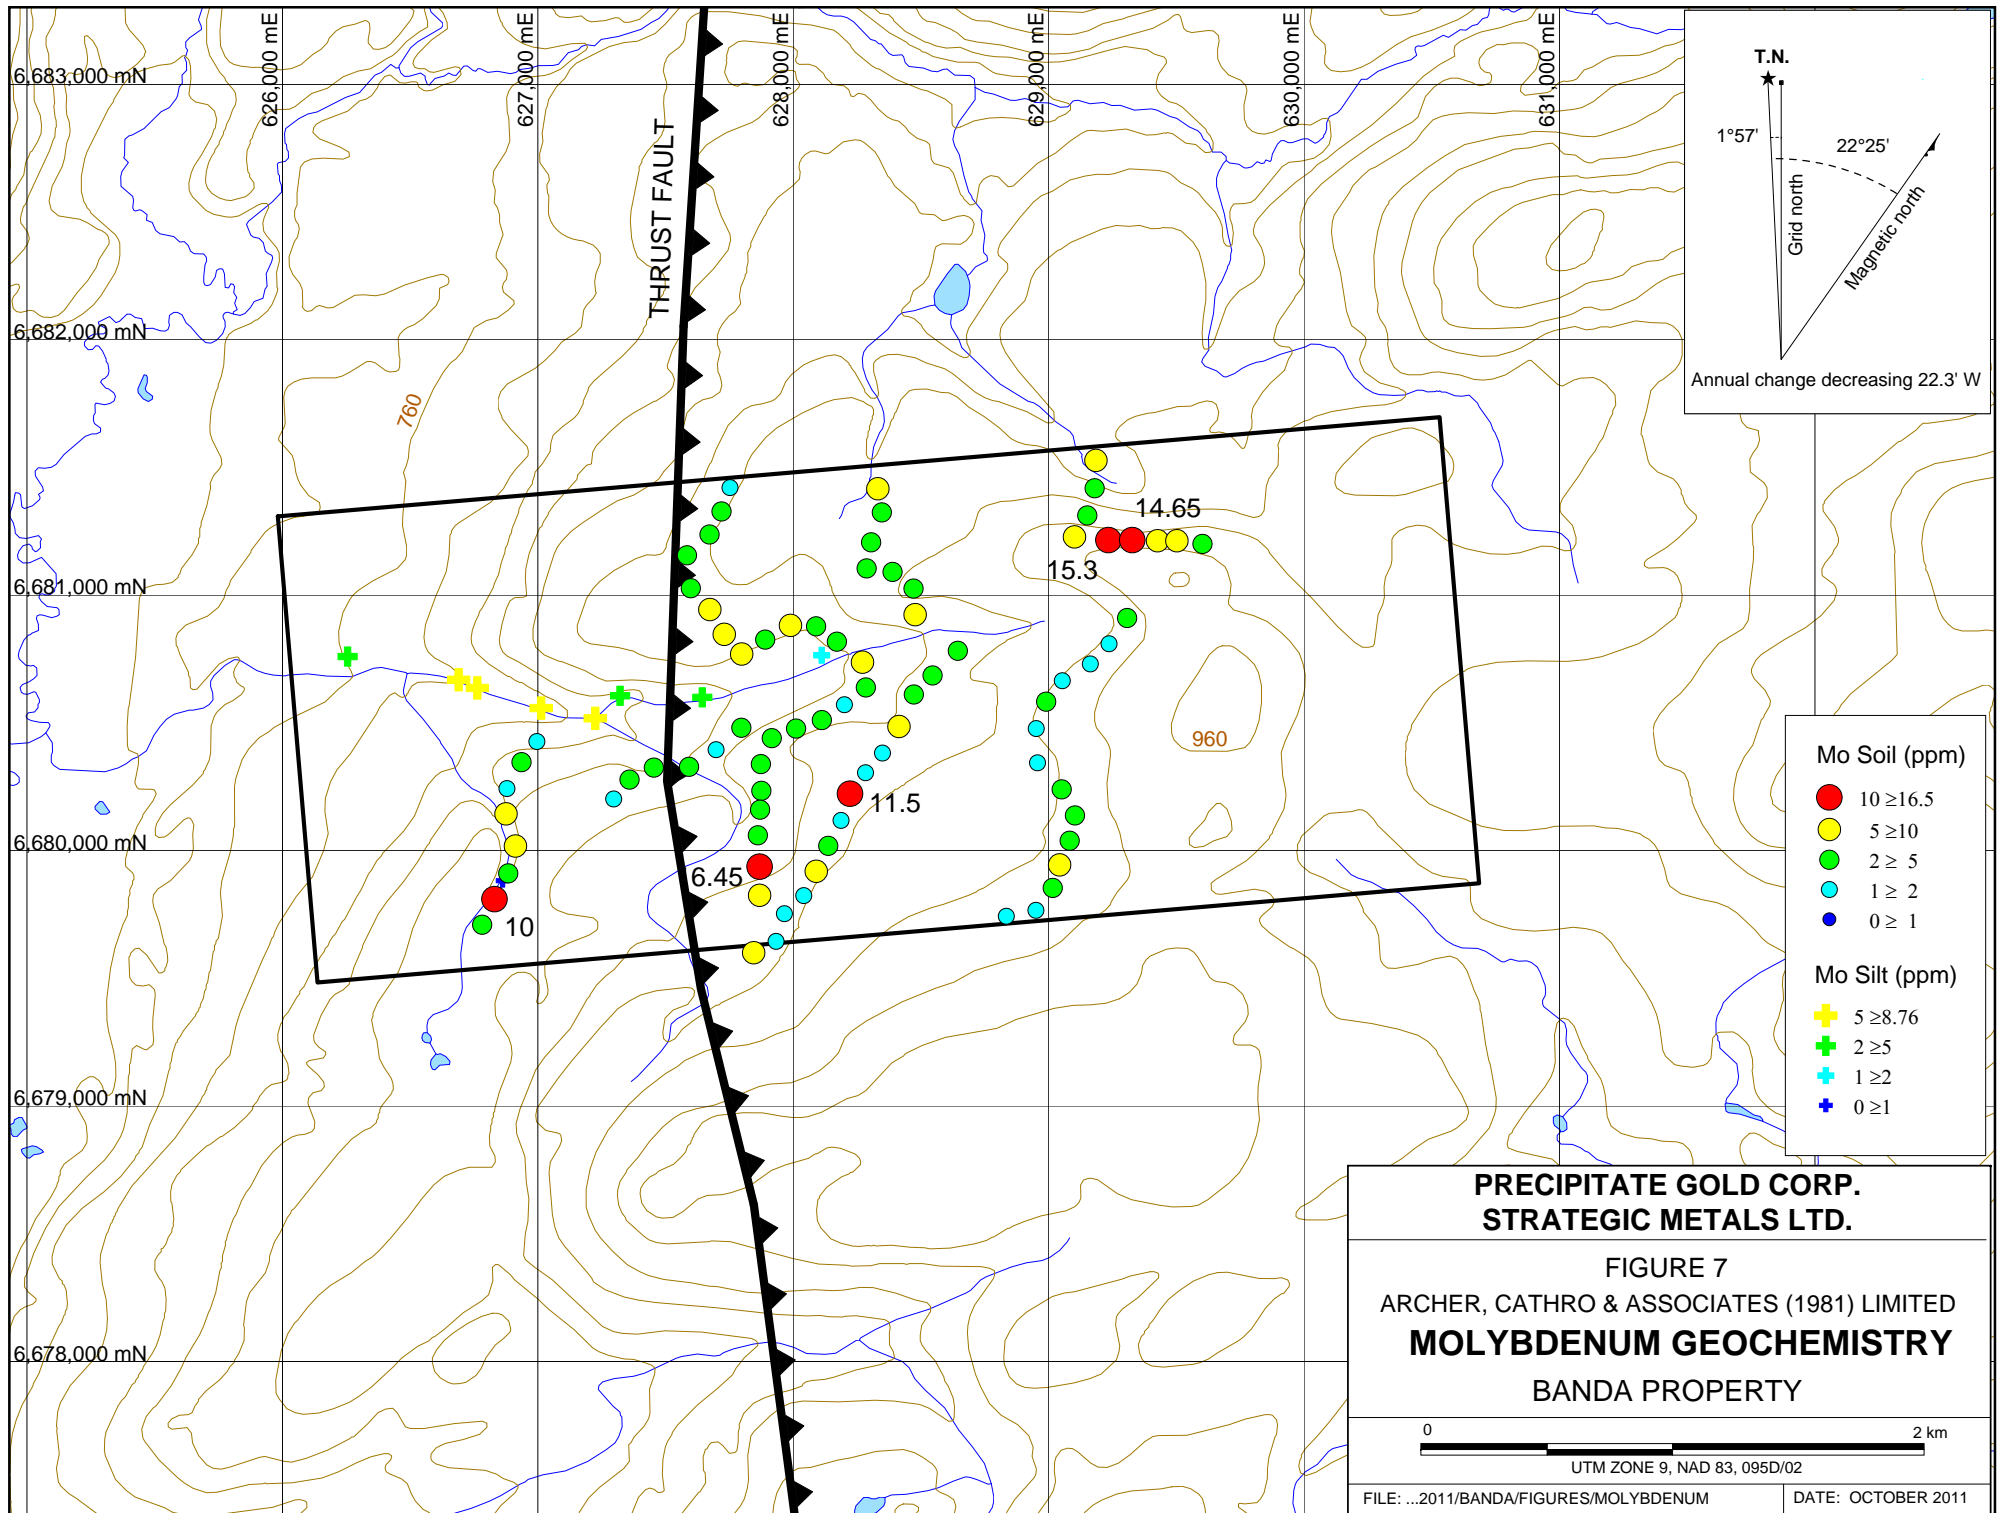 626,000 mE
627,000 mE
628,000 mE
629,000 mE
630,000 mE
631,000 mE
6,683,000 mN
6,682,000 mN
6,681,000 mN
6,680,000 mN
6,679,000 mN
6,678,000 mN
THRUST FAULT
760
960
14.65
15.3
11.5
6.45
10
T.N.
1°57'
22°25'
Grid north
Magnetic north
Annual change decreasing 22.3' W
Mo Soil (ppm)
10 ≥16.5
5 ≥10
2 ≥ 5
1 ≥ 2
0 ≥ 1
Mo Silt (ppm)
5 ≥8.76
2 ≥5
1 ≥2
0 ≥1
PRECIPITATE GOLD CORP.
STRATEGIC METALS LTD.
FIGURE 7
ARCHER, CATHRO & ASSOCIATES (1981) LIMITED
MOLYBDENUM GEOCHEMISTRY
BANDA PROPERTY
0 2 km
UTM ZONE 9, NAD 83, 095D/02
FILE: ...2011/BANDA/FIGURES/MOLYBDENUM
DATE: OCTOBER 2011